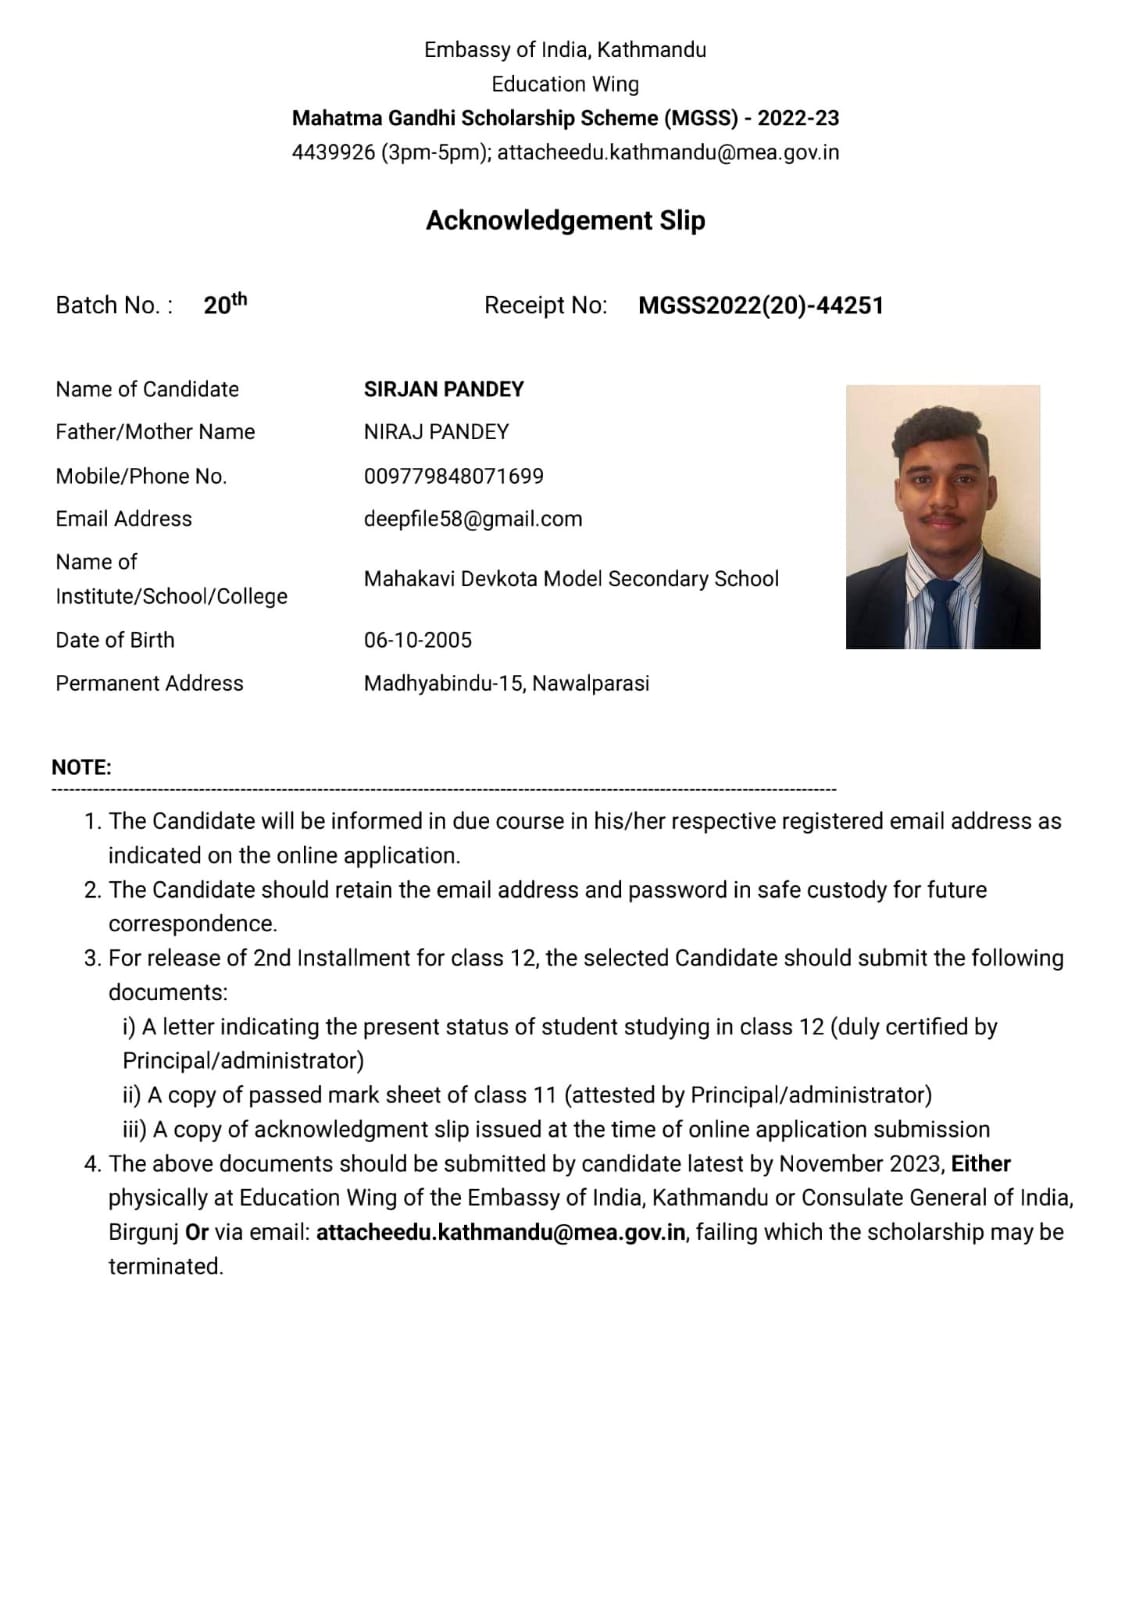 Embassy of India, Kathmandu
Education Wing
Mahatma Gandhi Scholarship Scheme (MGSS) - 2022-23
4439926 (3pm-5pm); attacheedu.kathmandu@mea.gov.in
Acknowledgement Slip
Batch No. : 20th Receipt No: MGSS2022(20)-44251
Name of Candidate SIRJAN PANDEY
Father/Mother Name NIRAJ PANDEY
Mobile/Phone No. 009779848071699
Email Address deepfile58@gmail.com
Name of
Institute/School/College Mahakavi Devkota Model Secondary School
Date of Birth 06-10-2005
Permanent Address Madhyabindu-15, Nawalparasi
NOTE:
1. The Candidate will be informed in due course in his/her respective registered email address as
indicated on the online application.
2. The Candidate should retain the email address and password in safe custody for future
correspondence.
3. For release of 2nd Installment for class 12, the selected Candidate should submit the following
documents:
i) A letter indicating the present status of student studying in class 12 (duly certified by
Principal/administrator)
ii) A copy of passed mark sheet of class 11 (attested by Principal/administrator)
iii) A copy of acknowledgment slip issued at the time of online application submission
4. The above documents should be submitted by candidate latest by November 2023, Either
physically at Education Wing of the Embassy of India, Kathmandu or Consulate General of India,
Birgunj Or via email: attacheedu.kathmandu@mea.gov.in, failing which the scholarship may be
terminated.